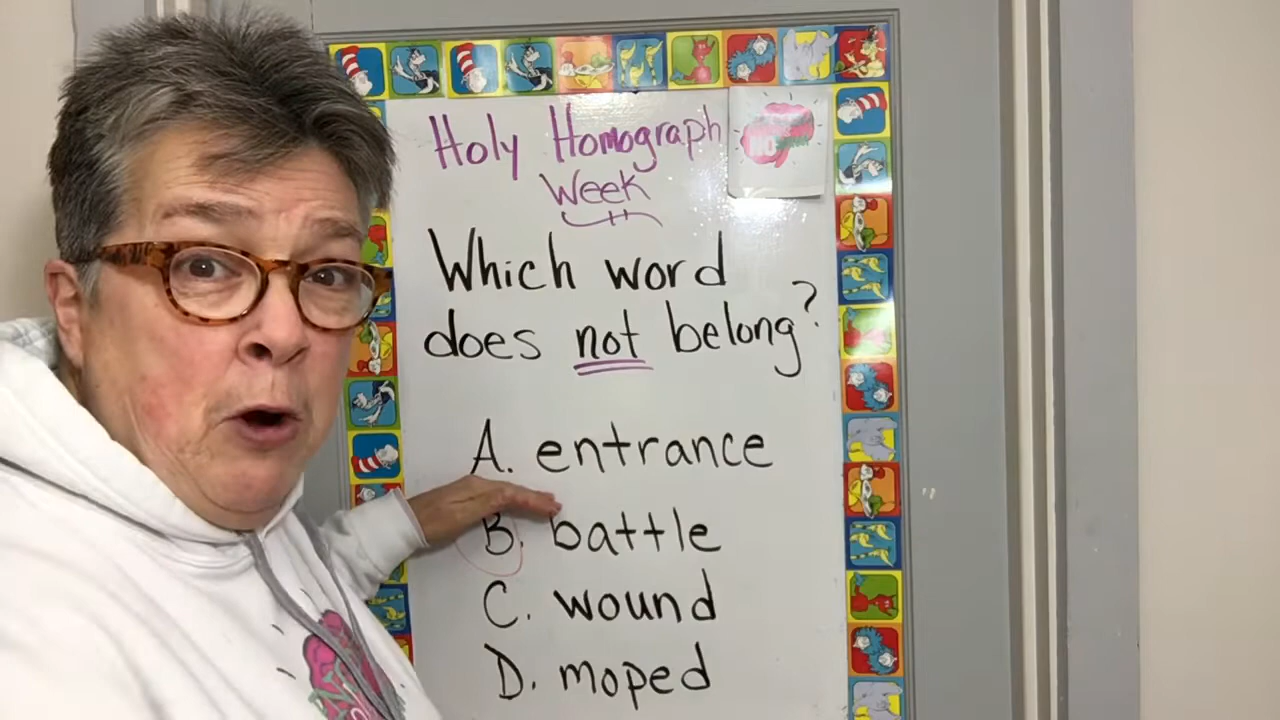 Holy Homograph
Week
Which word
does not belong?
A. entrance
B. battle
C. wound
D. moped